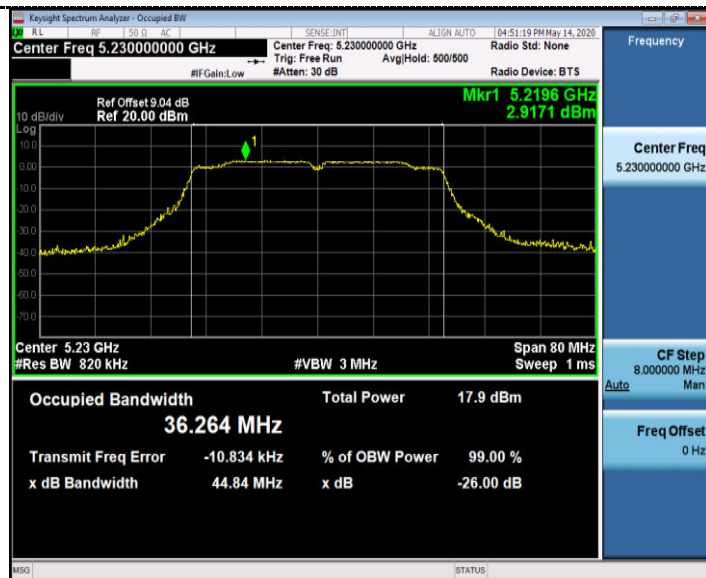 Keysight Spectrum Analyzer - Occupied BW
RL RF 50 Ω AC SENSE:INT ALIGN AUTO 04:51:19 PM May 14, 2020
Center Freq 5.230000000 GHz
Center Freq: 5.230000000 GHz
Radio Std: None
Trig: Free Run Avg|Hold: 500/500
#IFGain:Low #Atten: 30 dB Radio Device: BTS
Frequency
Mkr1 5.2196 GHz
2.9171 dBm
Ref Offset 9.04 dB
10 dB/div Ref 20.00 dBm
Log
1
10.0
0.00
-10.0
-20.0
-30.0
-40.0
-50.0
-60.0
-70.0
Center 5.23 GHz Span 80 MHz
#Res BW 820 kHz #VBW 3 MHz Sweep 1 ms
Occupied Bandwidth Total Power 17.9 dBm
36.264 MHz
Transmit Freq Error -10.834 kHz % of OBW Power 99.00 %
x dB Bandwidth 44.84 MHz x dB -26.00 dB
Center Freq
5.230000000 GHz
CF Step
8.000000 MHz
Auto Man
Freq Offset
0 Hz
MSG STATUS